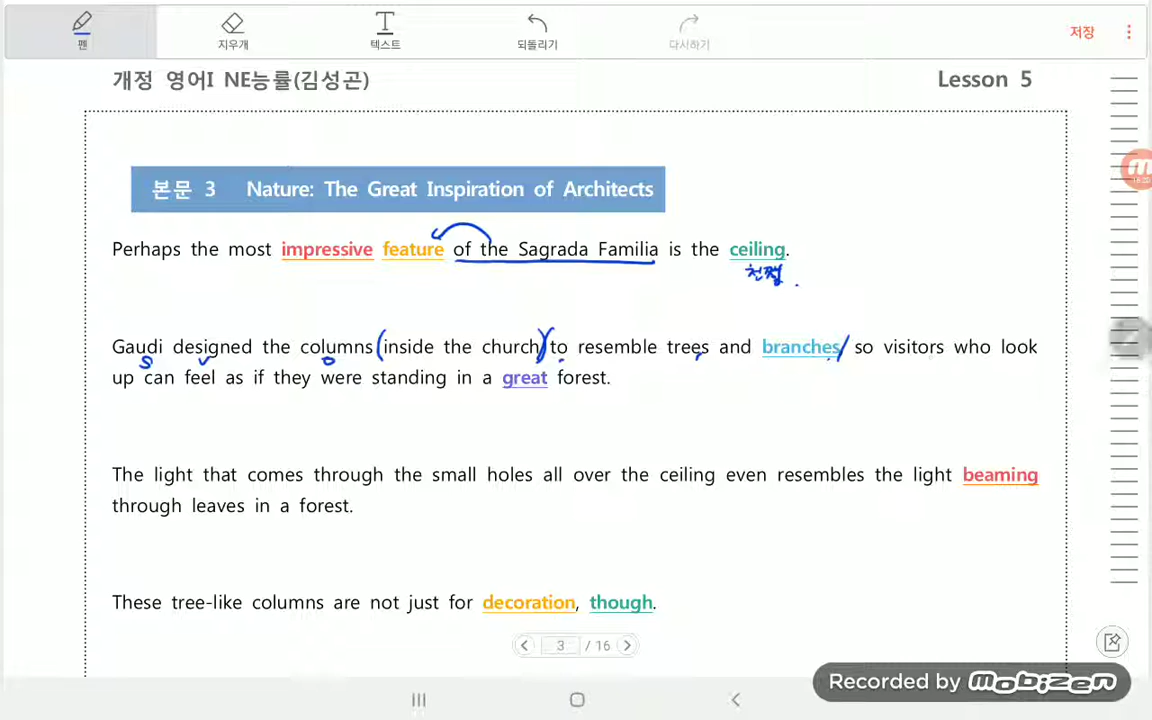 펜 지우개 텍스트 되돌리기 다시하기 저장
개정 영어I NE능률(김성곤) Lesson 5
본문 3 Nature: The Great Inspiration of Architects
Perhaps the most impressive feature of the Sagrada Familia is the ceiling.
Gaudi designed the columns (inside the church) to resemble trees and branches/ so visitors who look
S V O
up can feel as if they were standing in a great forest.
The light that comes through the small holes all over the ceiling even resembles the light beaming
through leaves in a forest.
These tree-like columns are not just for decoration, though.
3 / 16
Recorded by mobizen